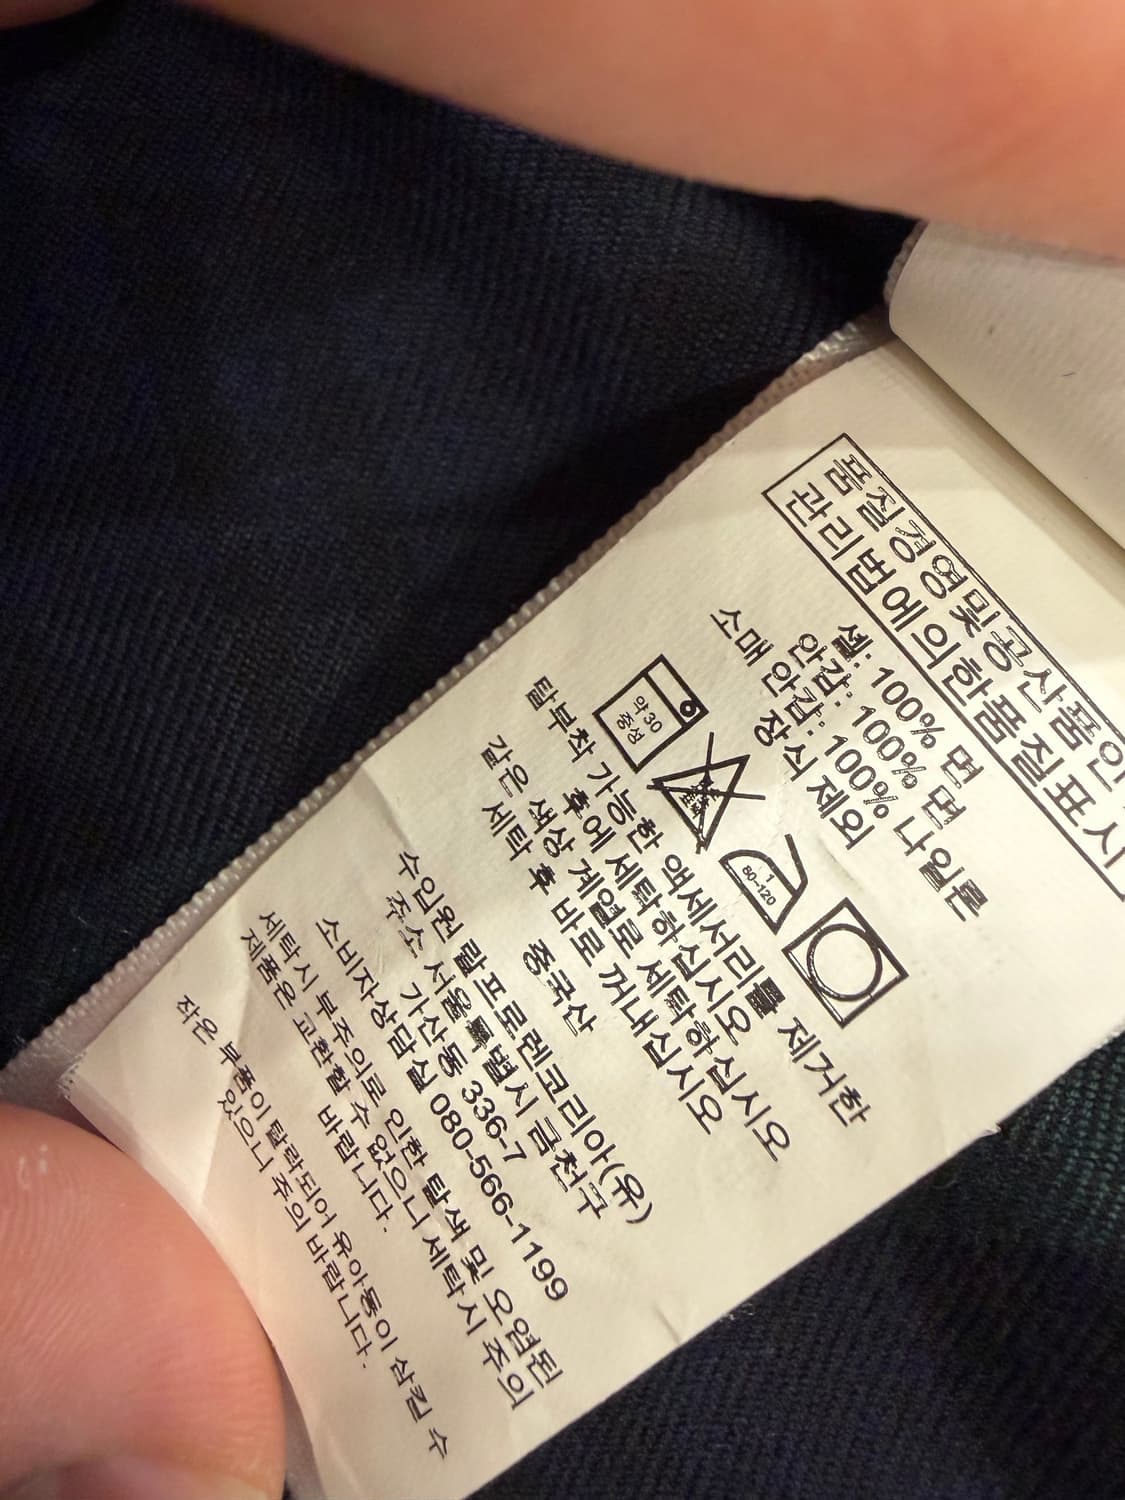 품질경영및공산품안
관리법에의한품질표시
셸: 100% 면
안감: 100% 면
소매 안감: 100% 나일론
장식 제외
약 30
중성
80-120
탈부착 가능한 액세서리를 제거한
후에 세탁하십시오
같은 색상 계열로 세탁하십시오
세탁 후 바로 꺼내십시오
중국산
수입원 랄프로렌코리아(유)
주소 서울특별시 금천구
가산동 336-7
소비자상담실 080-566-1199
세탁시 부주의로 인한 탈색 및 오염된
제품은 교환할 수 없으니 세탁시 주의
바랍니다.
작은 부품이 탈락되어 유아동이 삼킬 수
있으니 주의 바랍니다.